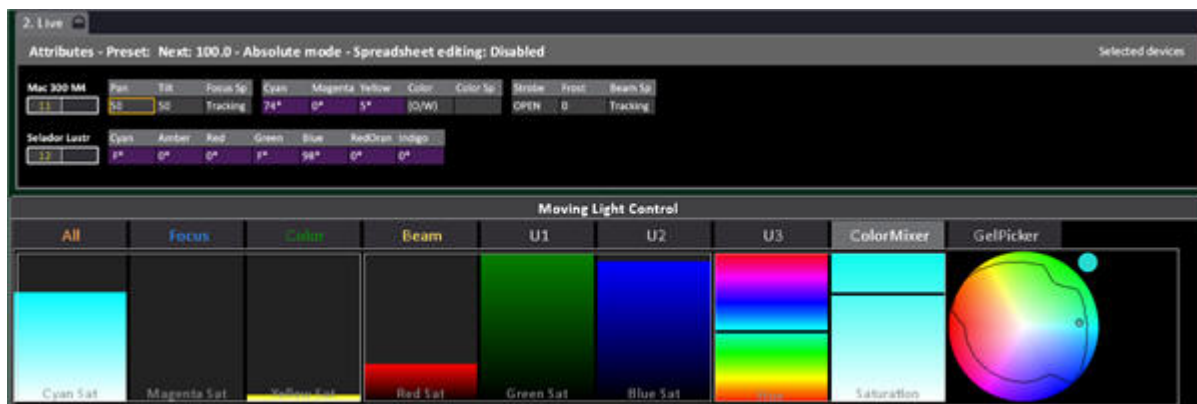 2. Live
Attributes - Preset: Next: 100.0 - Absolute mode - Spreadsheet editing: Disabled
Selected devices
Mac 300 M4 Pan Tilt Focus Sp Cyan Magenta Yellow Color Color Sp Strobe Frost Beam Sp
11 50 50 Tracking 74* 0* 5* (O/W) OPEN 0 Tracking
Selador Lustr Cyan Amber Red Green Blue RedOran Indigo
12 F* 0* 0* F* 98* 0* 0*
Moving Light Control
All Focus Color Beam U1 U2 U3 ColorMixer GelPicker
Cyan Sat Magenta Sat Yellow Sat Red Sat Green Sat Blue Sat Saturation